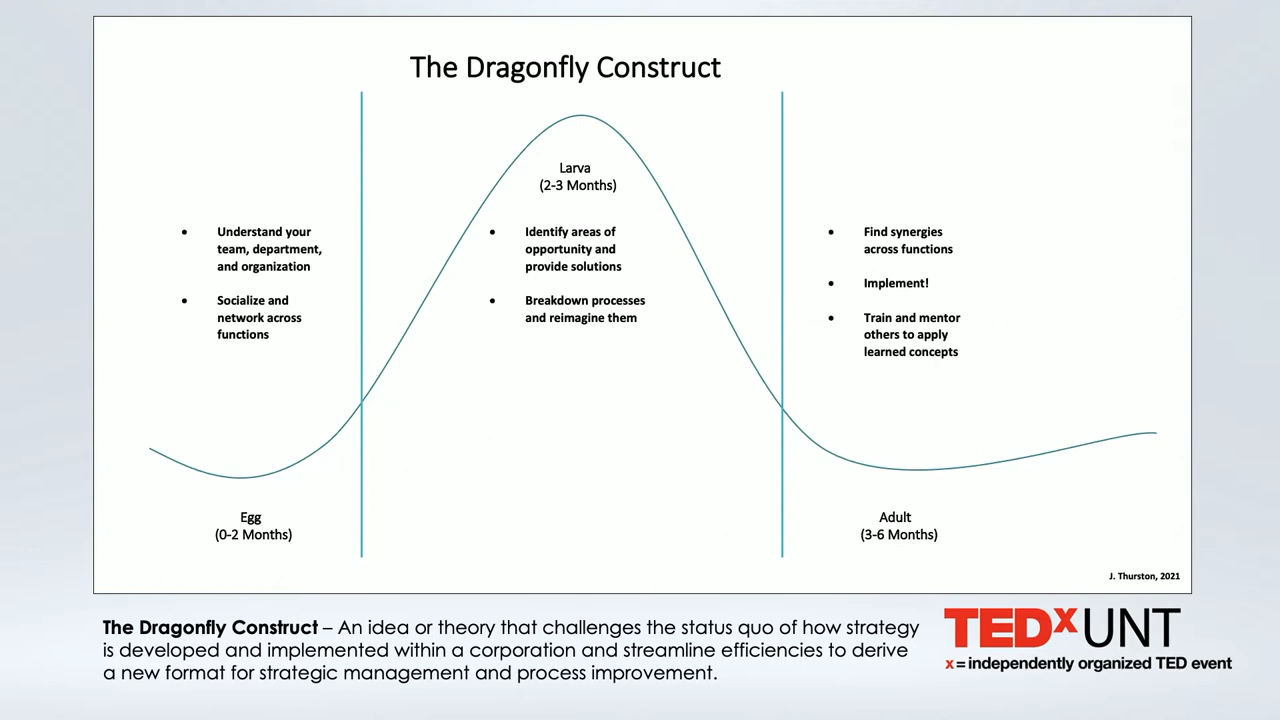 The Dragonfly Construct
• Understand your
team, department,
and organization
• Socialize and
network across
functions
Egg
(0-2 Months)
Larva
(2-3 Months)
• Identify areas of
opportunity and
provide solutions
• Breakdown processes
and reimagine them
• Find synergies
across functions
• Implement!
• Train and mentor
others to apply
learned concepts
Adult
(3-6 Months)
J. Thurston, 2021
The Dragonfly Construct – An idea or theory that challenges the status quo of how strategy
is developed and implemented within a corporation and streamline efficiencies to derive
a new format for strategic management and process improvement.
TEDxUNT
x = independently organized TED event